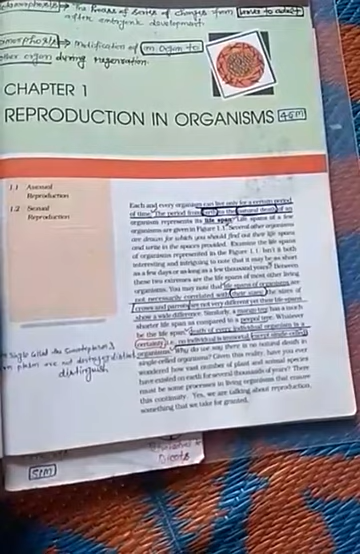 The Process of Series of Changes from larva to adult
after embryonic development.
Modification of an organ to
other organ during regeneration.
CHAPTER 1
REPRODUCTION IN ORGANISMS 48M
1.1 Asexual
Reproduction
1.2 Sexual
Reproduction
Each and every organism can live only for a certain period
of time. The period from birth to the natural death of an
organism represents its life span. Life spans of a few
organisms are given in Figure 1.1. Several other organisms
are drawn for which you should find out their life spans
and write in the spaces provided. Examine the life spans
of organisms represented in the Figure 1.1. Isn't it both
interesting and intriguing to note that it may be as short
as a few days or as long as a few thousand years? Between
these two extremes are the life spans of most other living
organisms. You may note that life spans of organisms are
not necessarily correlated with their sizes; the sizes of
crows and parrots are not very different yet their life spans
show a wide difference. Similarly, a mango tree has a much
shorter life span as compared to a peepal tree. Whatever
be the life span, death of every individual organism is a
certainty, i.e., no individual is immortal, except single-celled
organisms. Why do we say there is no natural death in
single-celled organisms? Given this reality, have you ever
wondered how vast number of plant and animal species
have existed on earth for several thousands of years? There
must be some processes in living organisms that ensure
this continuity. Yes, we are talking about reproduction,
something that we take for granted.
Single celled
are not
distinguish
51M